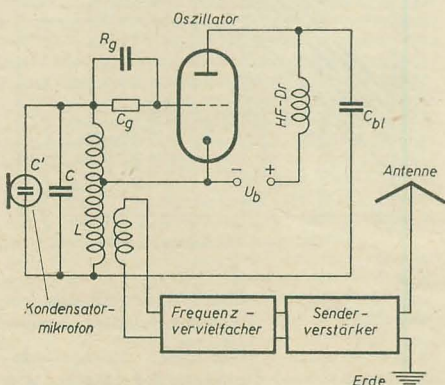 Oszillator
Rg
Cg
HF-Dr
Cbl
C'
C
−
+
Ub
L
Antenne
Kondensator-
mikrofon
Frequenz -
vervielfacher
Sender-
verstärker
Erde